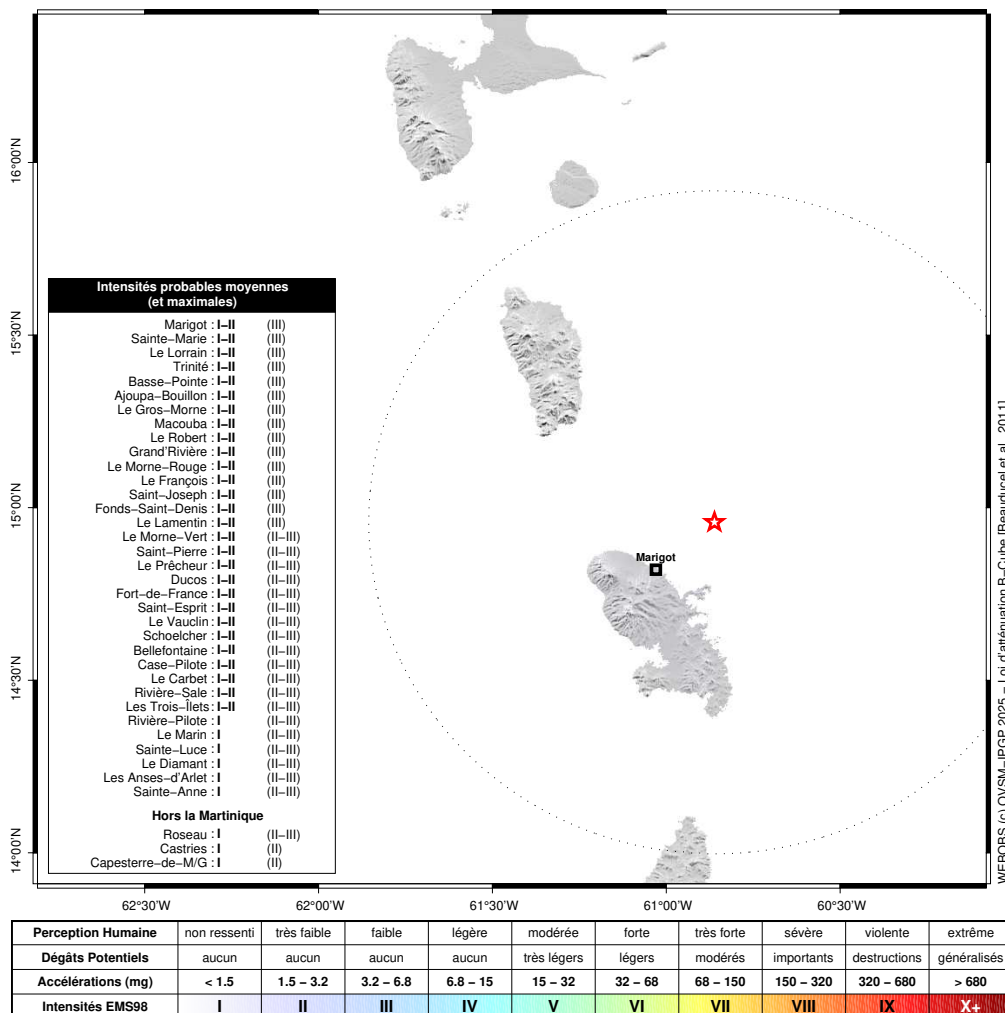 16°00'N
15°30'N
15°00'N
14°30'N
14°00'N
Intensités probables moyennes
(et maximales)
Marigot : I–II (III)
Sainte–Marie : I–II (III)
Le Lorrain : I–II (III)
Trinité : I–II (III)
Basse–Pointe : I–II (III)
Ajoupa–Bouillon : I–II (III)
Le Gros–Morne : I–II (III)
Macouba : I–II (III)
Le Robert : I–II (III)
Grand'Rivière : I–II (III)
Le Morne–Rouge : I–II (III)
Le François : I–II (III)
Saint–Joseph : I–II (III)
Fonds–Saint–Denis : I–II (III)
Le Lamentin : I–II (III)
Le Morne–Vert : I–II (II–III)
Saint–Pierre : I–II (II–III)
Le Prêcheur : I–II (II–III)
Ducos : I–II (II–III)
Fort–de–France : I–II (II–III)
Saint–Esprit : I–II (II–III)
Le Vauclin : I–II (II–III)
Schoelcher : I–II (II–III)
Bellefontaine : I–II (II–III)
Case–Pilote : I–II (II–III)
Le Carbet : I–II (II–III)
Rivière–Sale : I–II (II–III)
Les Trois–Îlets : I–II (II–III)
Rivière–Pilote : I (II–III)
Le Marin : I (II–III)
Sainte–Luce : I (II–III)
Le Diamant : I (II–III)
Les Anses–d'Arlet : I (II–III)
Sainte–Anne : I (II–III)
Hors la Martinique
Roseau : I (II–III)
Castries : I (II)
Capesterre–de–M/G : I (II)
Marigot
WEBOBS (c) OVSM–IPGP 2025 – Loi d'atténuation B–Cube [Beauducel et al., 2011]
62°30'W 62°00'W 61°30'W 61°00'W 60°30'W
Perception Humaine non ressenti très faible faible légère modérée forte très forte sévère violente extrême
Dégâts Potentiels aucun aucun aucun aucun très légers légers modérés importants destructions généralisés
Accélérations (mg) < 1.5 1.5 – 3.2 3.2 – 6.8 6.8 – 15 15 – 32 32 – 68 68 – 150 150 – 320 320 – 680 > 680
Intensités EMS98 I II III IV V VI VII VIII IX X+